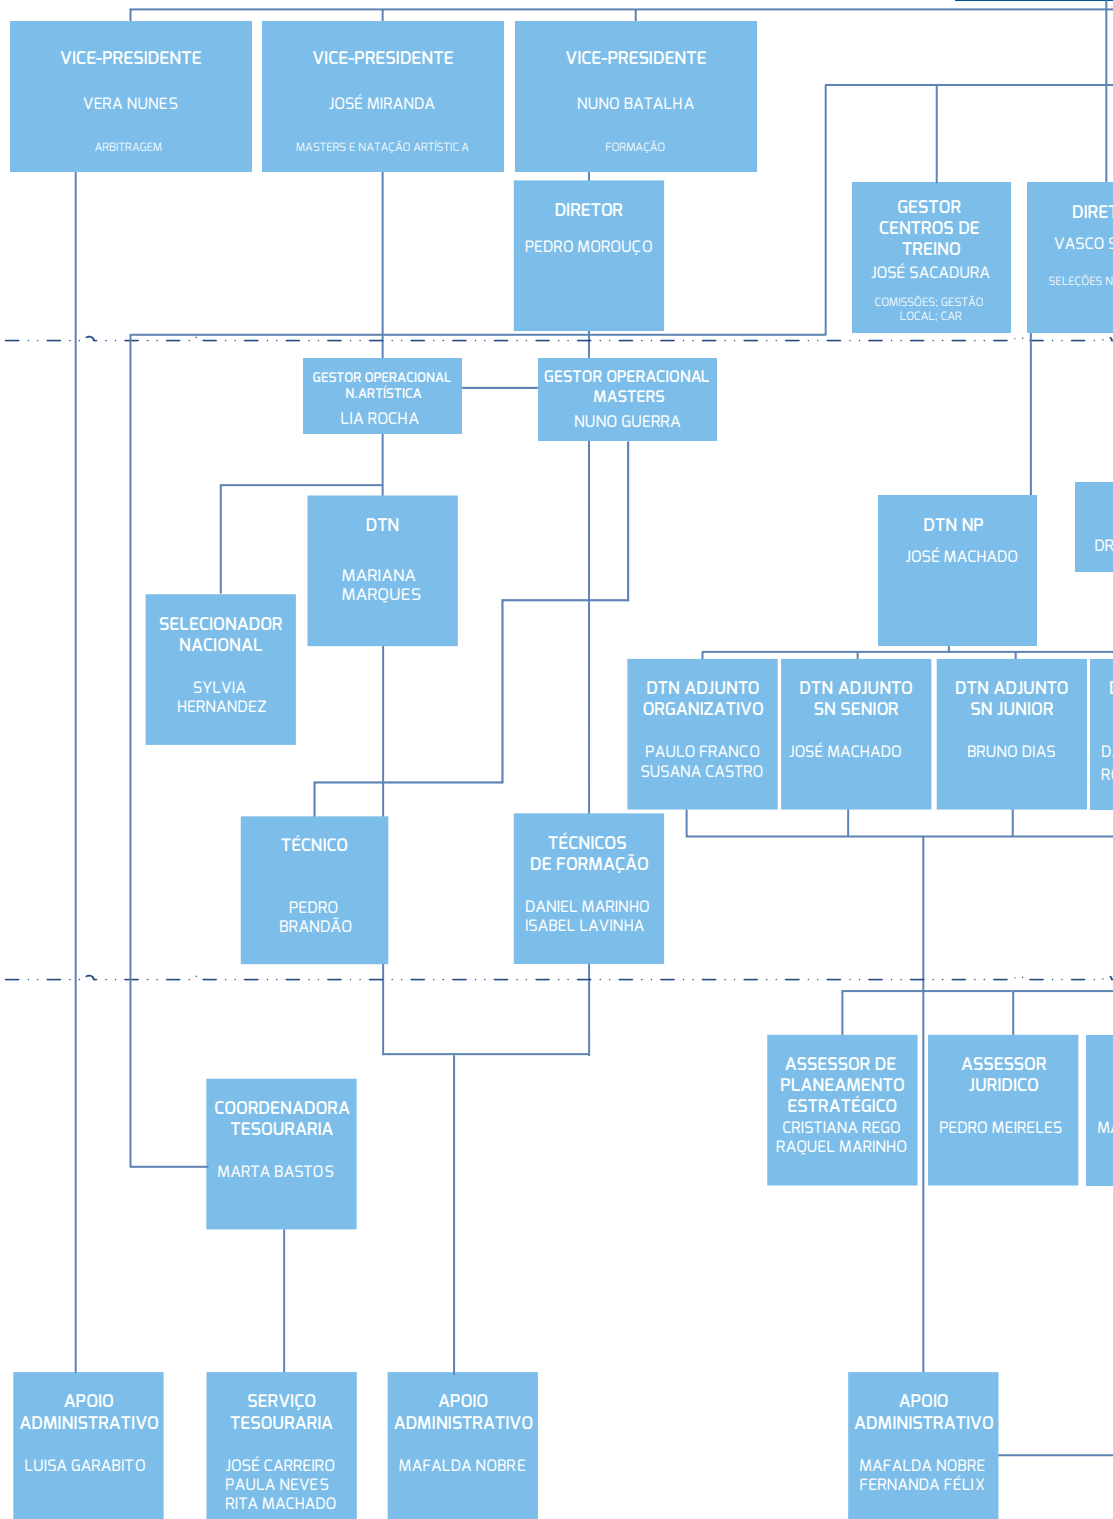 VICE-PRESIDENTE
VERA NUNES
ARBITRAGEM
VICE-PRESIDENTE
JOSÉ MIRANDA
MASTERS E NATAÇÃO ARTÍSTICA
VICE-PRESIDENTE
NUNO BATALHA
FORMAÇÃO
DIRETOR
PEDRO MOROUÇO
GESTOR
CENTROS DE
TREINO
JOSÉ SACADURA
COMISSÕES; GESTÃO
LOCAL; CAR
DIRET
VASCO S
SELEÇÕES N
GESTOR OPERACIONAL
N.ARTÍSTICA
LIA ROCHA
GESTOR OPERACIONAL
MASTERS
NUNO GUERRA
DTN
MARIANA
MARQUES
DTN NP
JOSÉ MACHADO
DR
SELECIONADOR
NACIONAL
SYLVIA
HERNANDEZ
DTN ADJUNTO
ORGANIZATIVO
PAULO FRANCO
SUSANA CASTRO
DTN ADJUNTO
SN SENIOR
JOSÉ MACHADO
DTN ADJUNTO
SN JUNIOR
BRUNO DIAS
TÉCNICO
PEDRO
BRANDÃO
TÉCNICOS
DE FORMAÇÃO
DANIEL MARINHO
ISABEL LAVINHA
COORDENADORA
TESOURARIA
MARTA BASTOS
ASSESSOR DE
PLANEAMENTO
ESTRATÉGICO
CRISTIANA REGO
RAQUEL MARINHO
ASSESSOR
JURIDICO
PEDRO MEIRELES
MA
APOIO
ADMINISTRATIVO
LUISA GARABITO
SERVIÇO
TESOURARIA
JOSÉ CARREIRO
PAULA NEVES
RITA MACHADO
APOIO
ADMINISTRATIVO
MAFALDA NOBRE
APOIO
ADMINISTRATIVO
MAFALDA NOBRE
FERNANDA FÉLIX